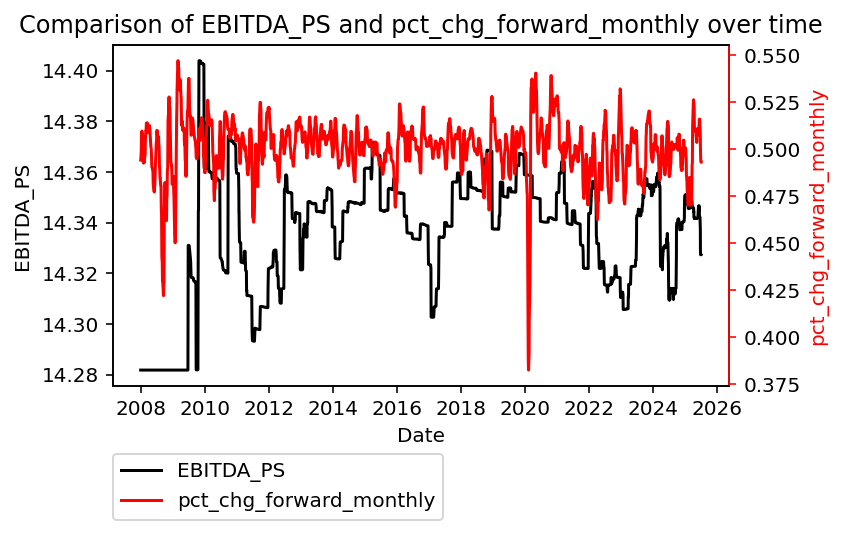 Comparison of EBITDA_PS and pct_chg_forward_monthly over time
14.40
14.38
14.36
14.34
14.32
14.30
14.28
EBITDA_PS
0.550
0.525
0.500
0.475
0.450
0.425
0.400
0.375
pct_chg_forward_monthly
2008 2010 2012 2014 2016 2018 2020 2022 2024 2026
Date
EBITDA_PS
pct_chg_forward_monthly